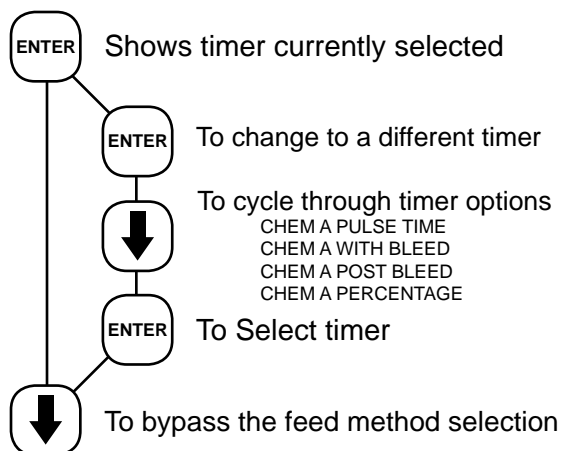 ENTER Shows timer currently selected
ENTER To change to a different timer
To cycle through timer options
CHEM A PULSE TIME
CHEM A WITH BLEED
CHEM A POST BLEED
CHEM A PERCENTAGE
ENTER To Select timer
To bypass the feed method selection